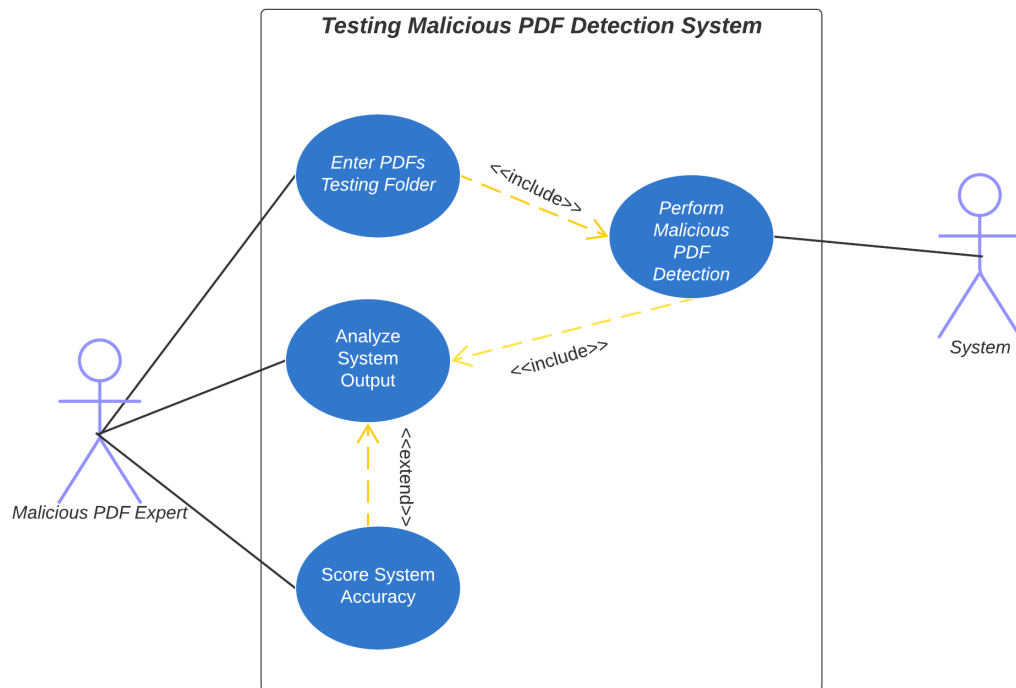 Testing Malicious PDF Detection System
Enter PDFs
Testing Folder
<<include>>
Perform
Malicious
PDF
Detection
System
Analyze
System
Output
<<include>>
<<extend>>
Malicious PDF Expert
Score System
Accuracy